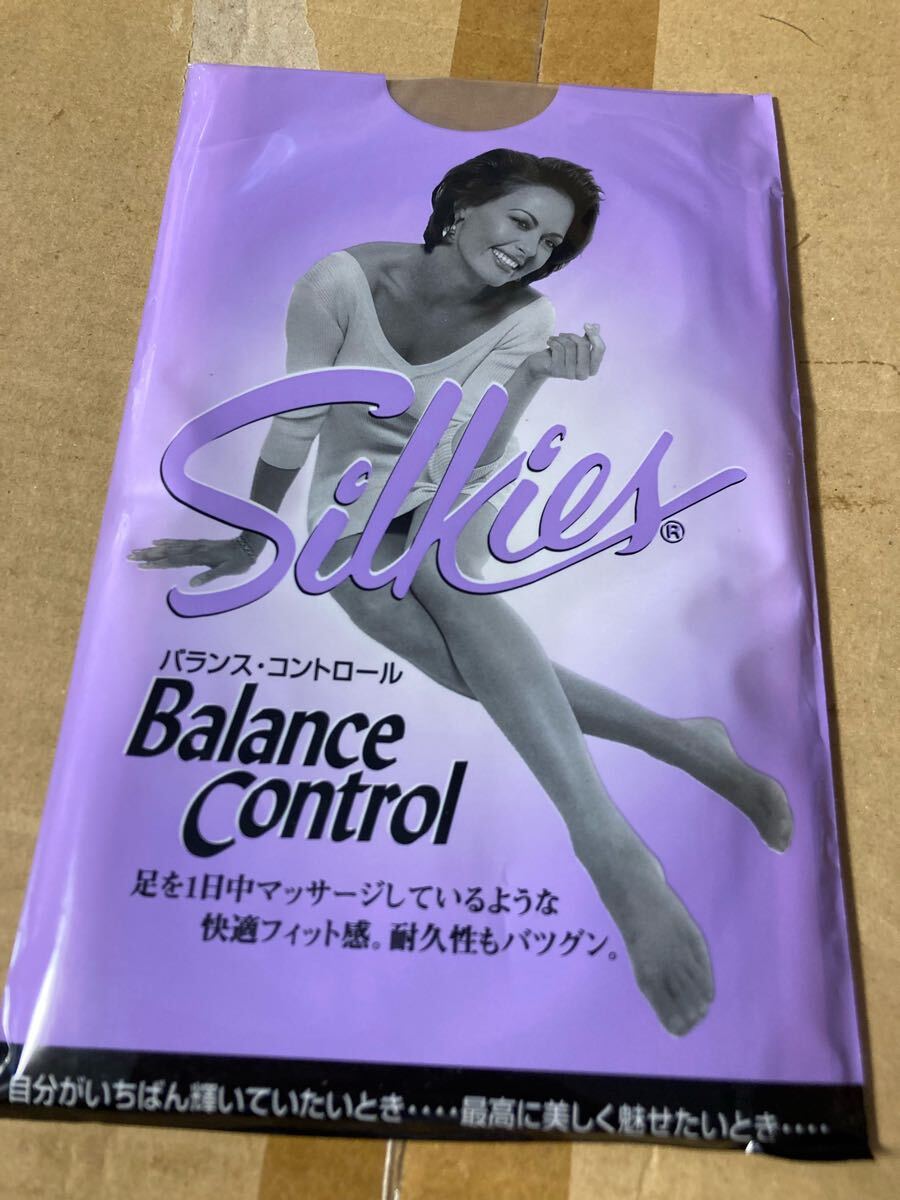 Silkies®
バランス・コントロール
Balance
Control
足を1日中マッサージしているような
快適フィット感。耐久性もバツグン。
自分がいちばん輝いていたいとき‥‥最高に美しく魅せたいとき‥‥